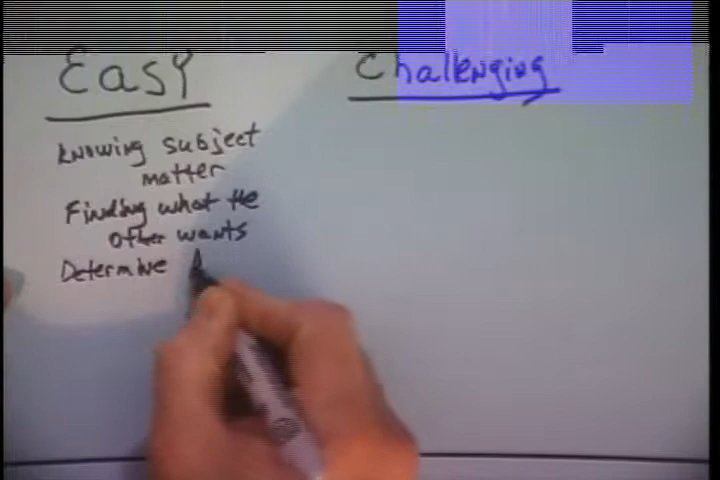 Easy
Challenging
Knowing subject
matter
Finding what the
other wants
Determine